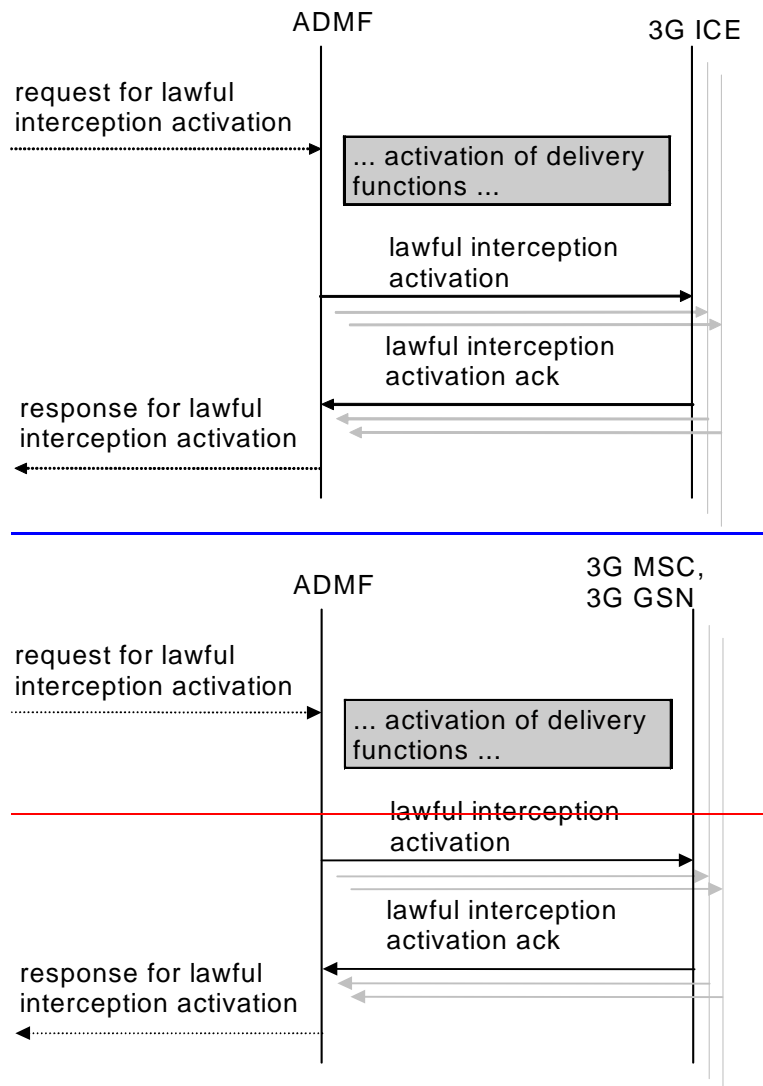 ADMF
3G ICE
request for lawful
interception activation
... activation of delivery
functions ...
lawful interception
activation
lawful interception
activation ack
response for lawful
interception activation
ADMF
3G MSC,
3G GSN
request for lawful
interception activation
... activation of delivery
functions ...
lawful interception
activation
lawful interception
activation ack
response for lawful
interception activation